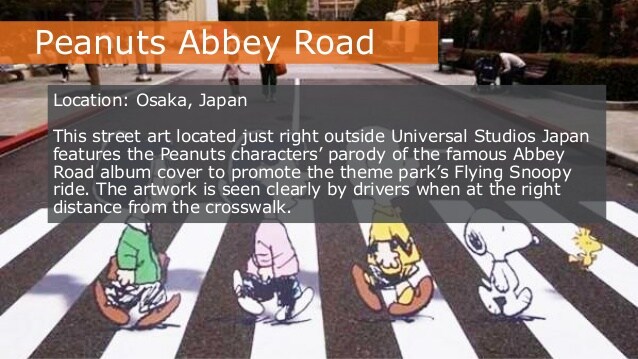 Peanuts Abbey Road
Location: Osaka, Japan
This street art located just right outside Universal Studios Japan
features the Peanuts characters’ parody of the famous Abbey
Road album cover to promote the theme park’s Flying Snoopy
ride. The artwork is seen clearly by drivers when at the right
distance from the crosswalk.